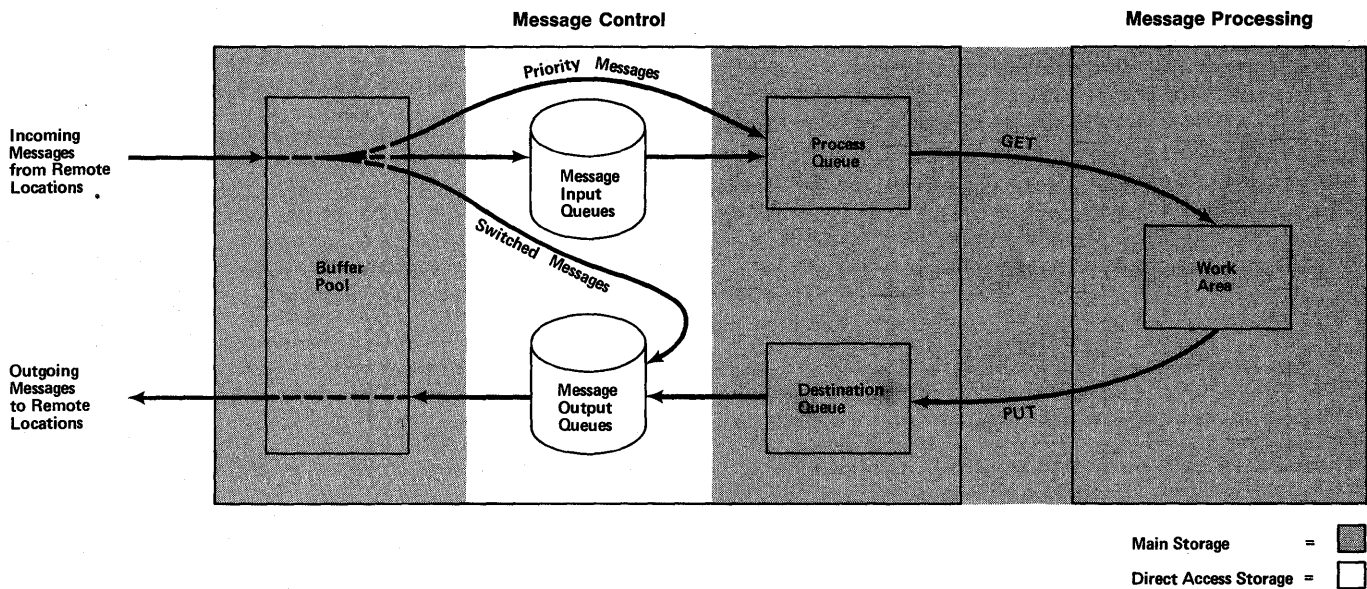 Message Control
Message Processing
Priority Messages
Incoming
Messages
from Remote
Locations
Message
Input
Queues
Process
Queue
GET
Switched Messages
Buffer
Pool
Work
Area
Outgoing
Messages
to Remote
Locations
Message
Output
Queues
Destination
Queue
PUT
Main Storage =
Direct Access Storage =